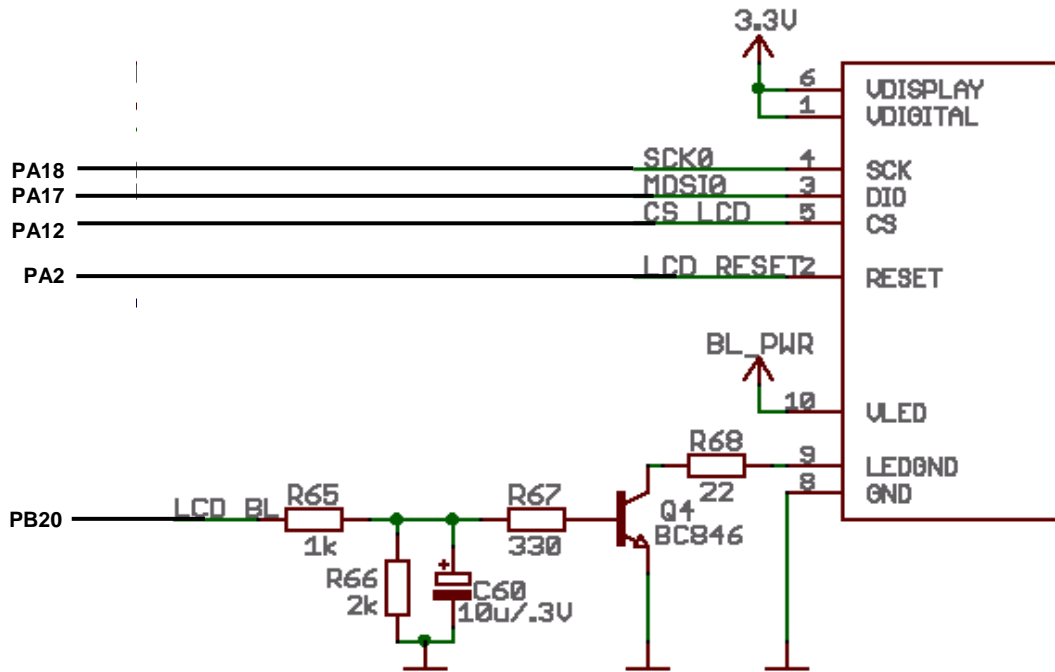 3.3V
6 VDISPLAY
1 VDIGITAL
PA18 SCK0 4 SCK
PA17 MOSI0 3 DIO
PA12 CS_LCD 5 CS
PA2 LCD_RESET 2 RESET
BL_PWR
10 VLED
R68
22
9 LEDGND
8 GND
PB20 LCD_BL R65
1k
R67
330
Q4
BC846
R66
2k
+
C60
10u/.3V